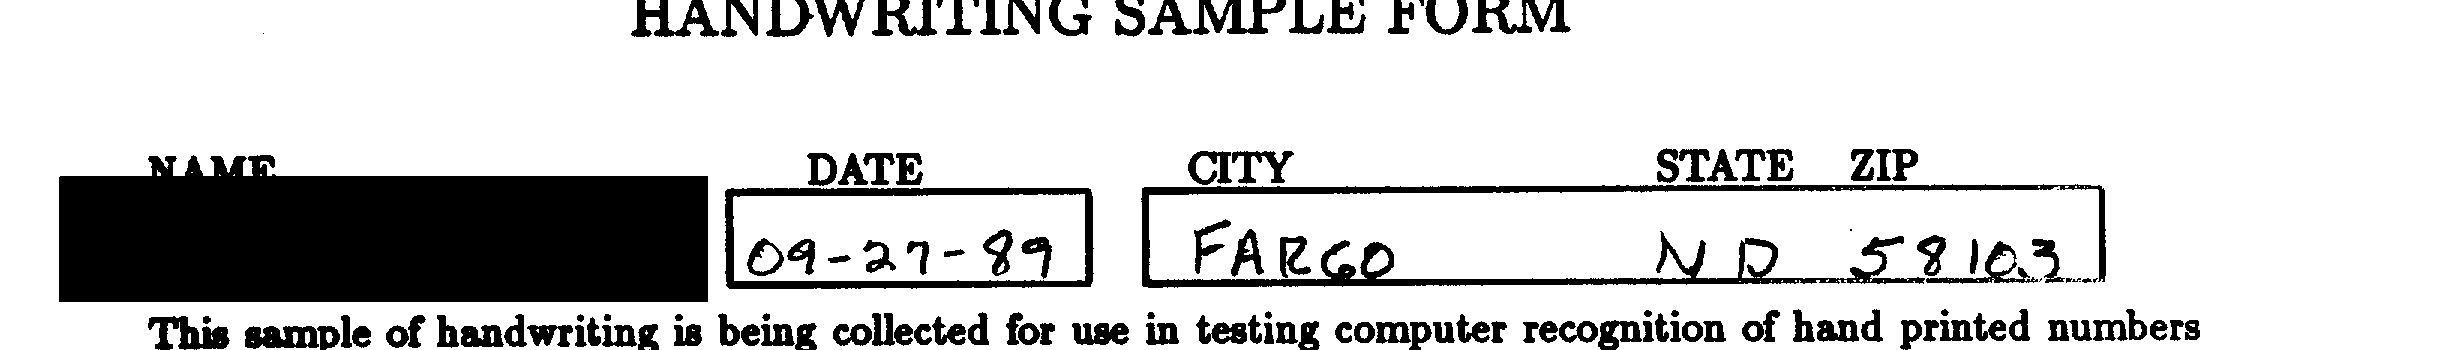 HANDWRITING SAMPLE FORM
NAME DATE CITY STATE ZIP
09-27-89 FARGO ND 58103
This sample of handwriting is being collected for use in testing computer recognition of hand printed numbers